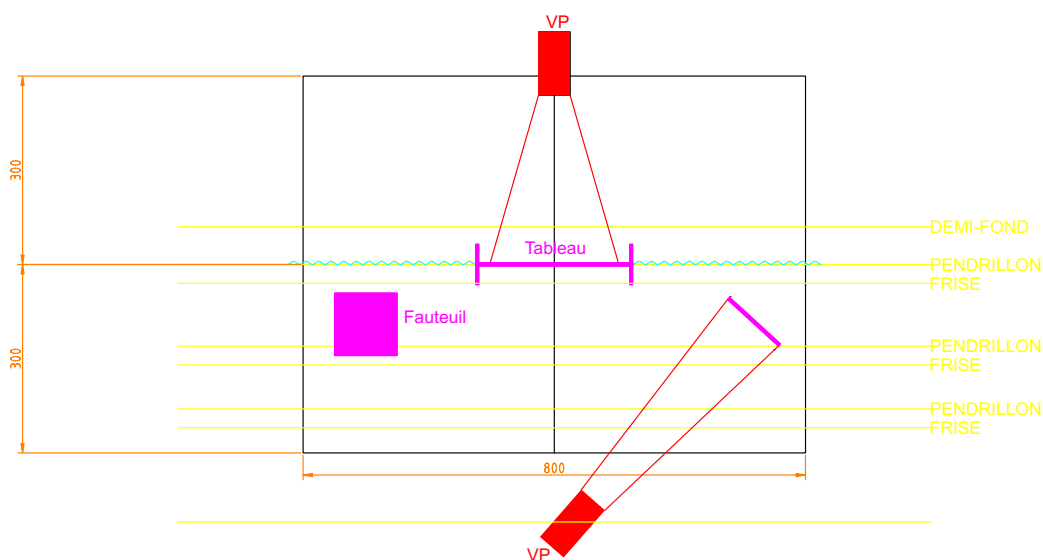 VP
300
DEMI-FOND
Tableau
PENDRILLON
FRISE
Fauteuil
300
PENDRILLON
FRISE
PENDRILLON
FRISE
800
VP